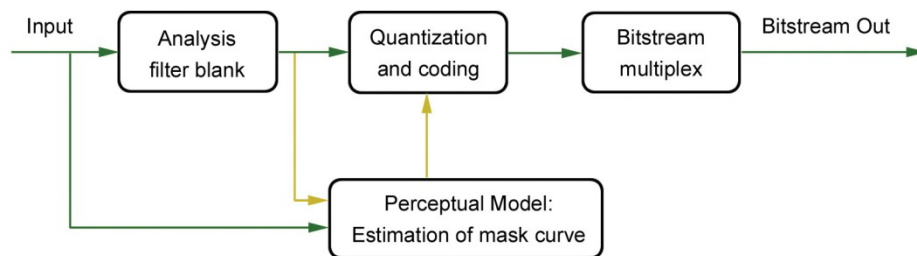 Input
Analysis
filter blank
Quantization
and coding
Bitstream
multiplex
Bitstream Out
Perceptual Model:
Estimation of mask curve